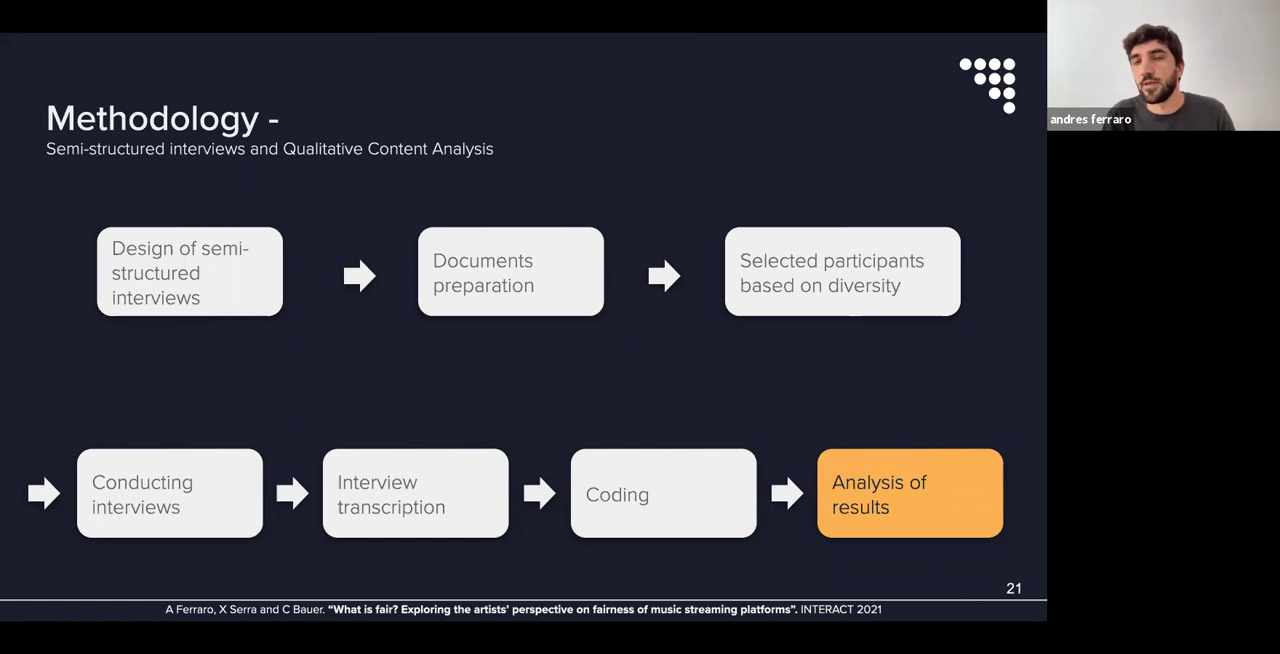 Methodology -
Semi-structured interviews and Qualitative Content Analysis
Design of semi-
structured
interviews
Documents
preparation
Selected participants
based on diversity
Conducting
interviews
Interview
transcription
Coding
Analysis of
results
21
A Ferraro, X Serra and C Bauer. “What is fair? Exploring the artists’ perspective on fairness of music streaming platforms”. INTERACT 2021
andres ferraro